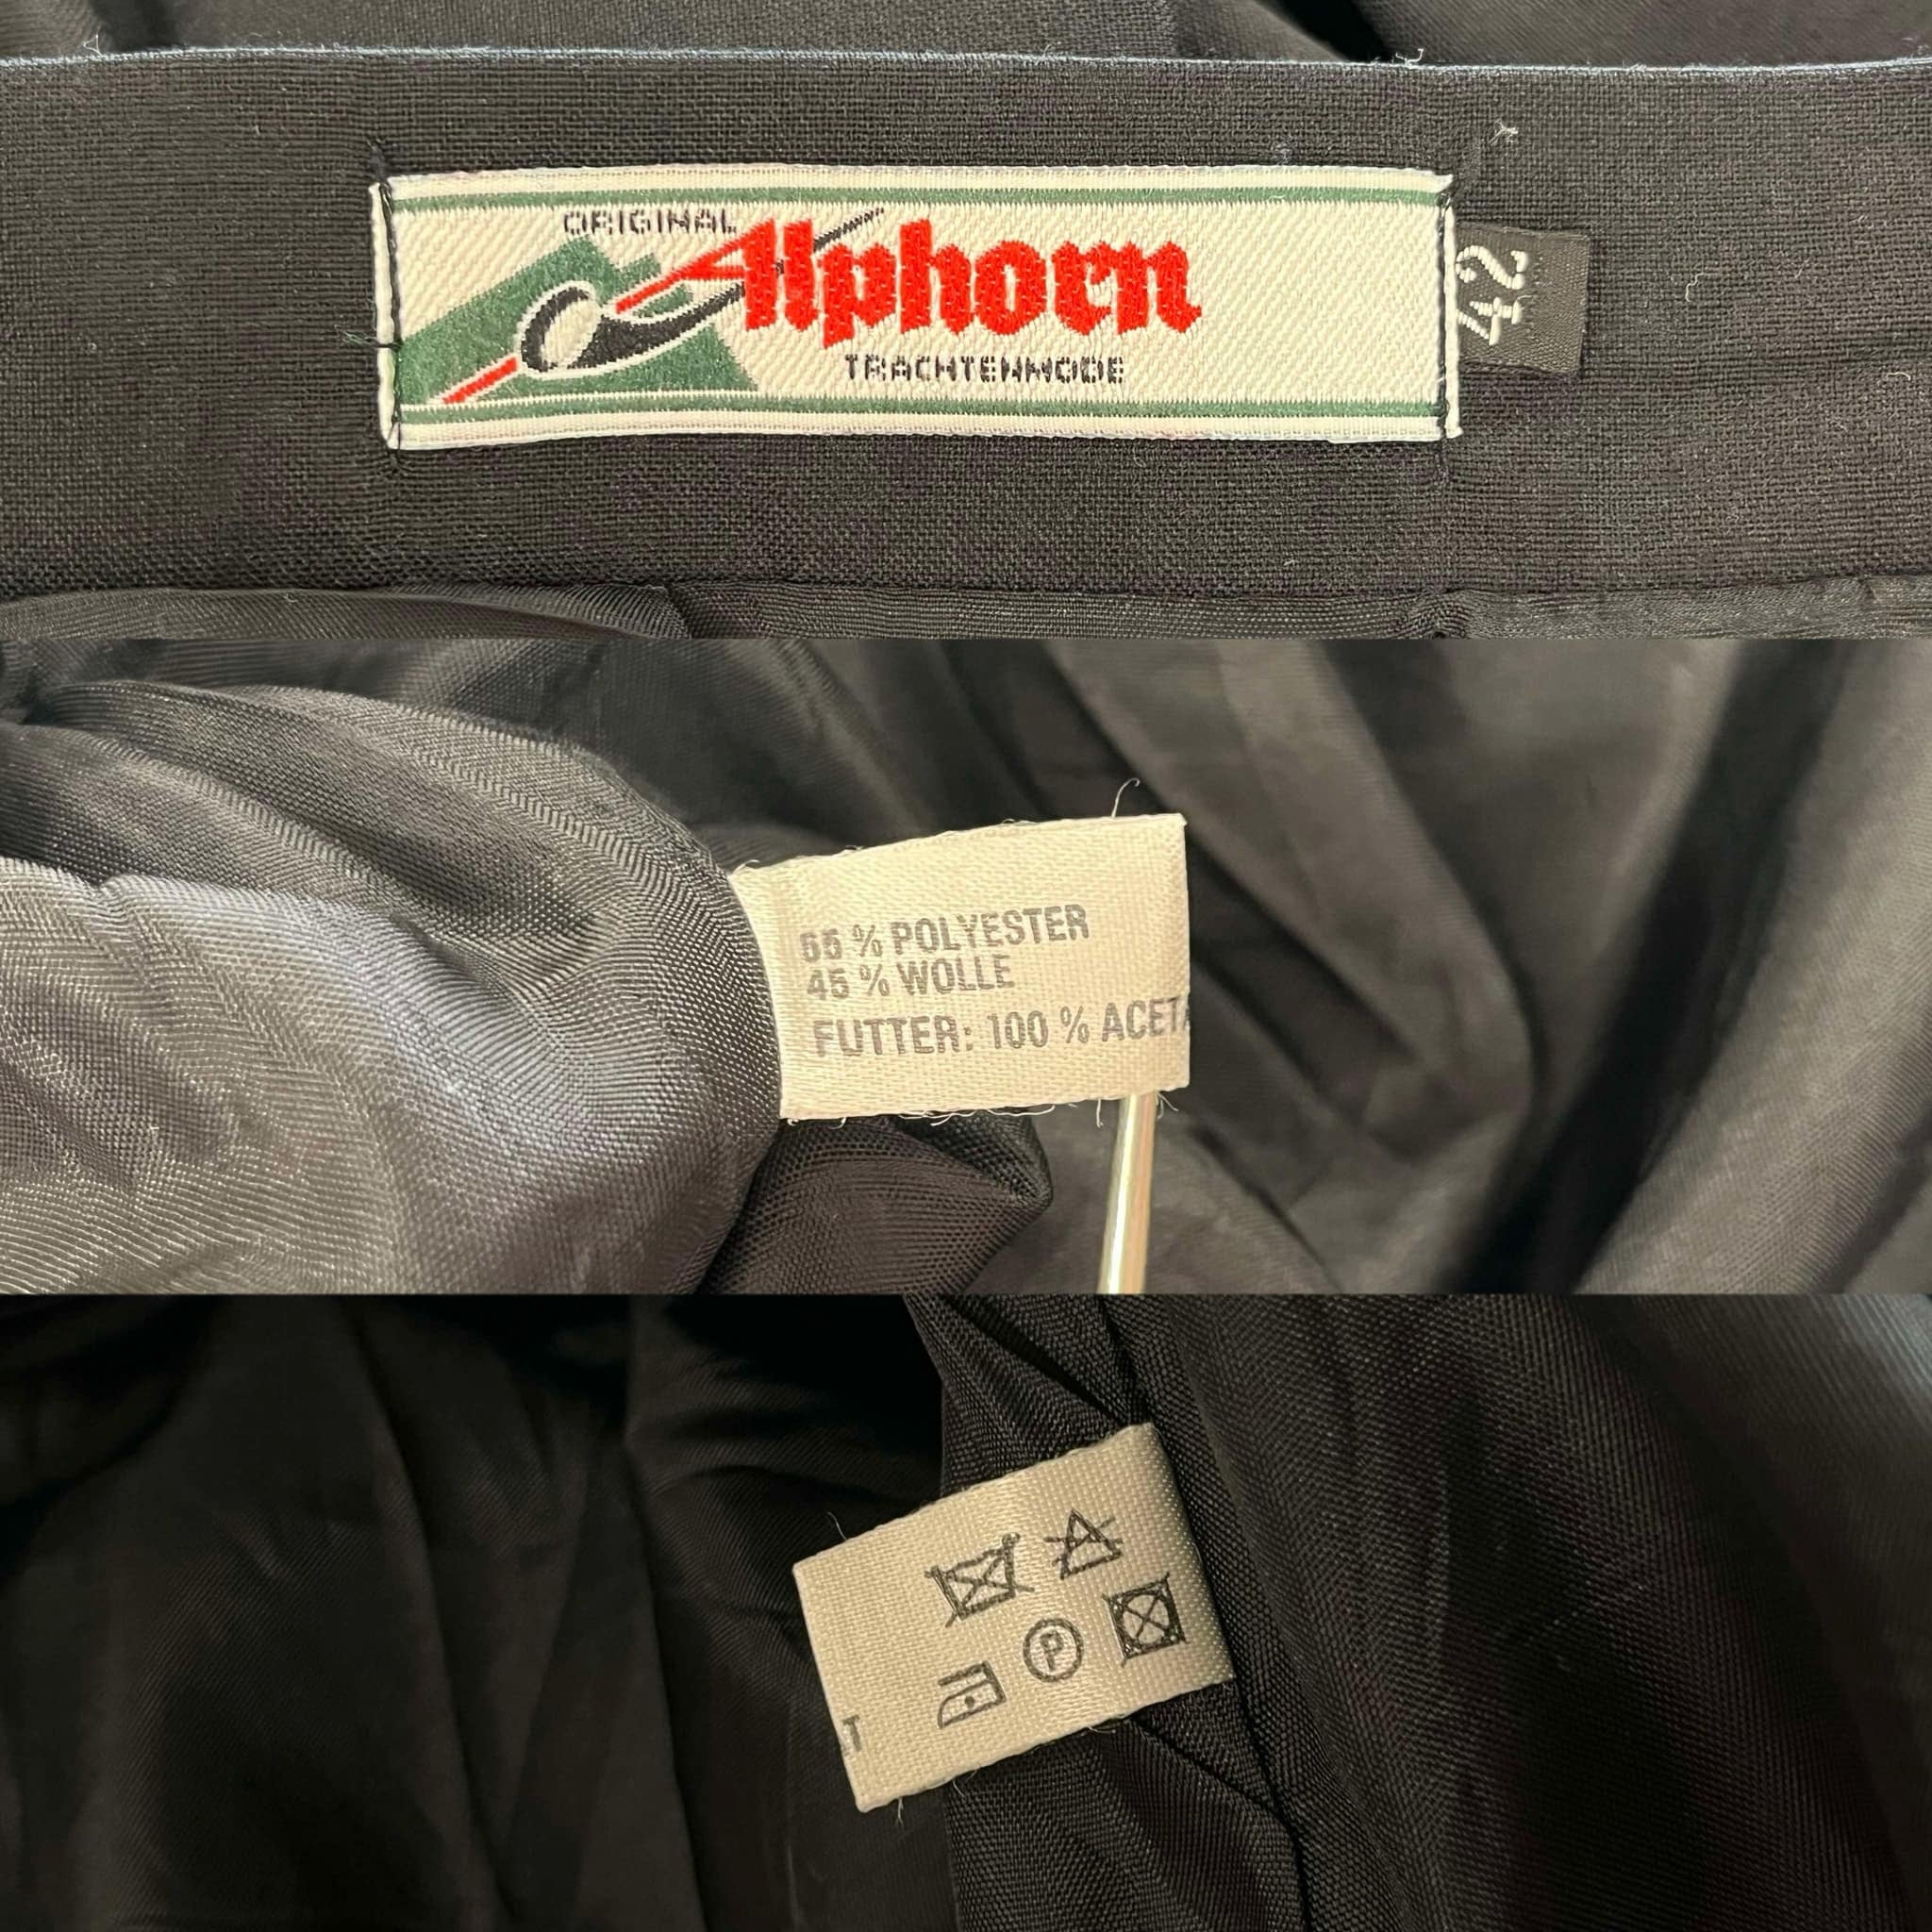 ORIGINAL
Alphorn
TRACHTENMODE
42
55 % POLYESTER
45 % WOLLE
FUTTER: 100 % ACETA
P
T